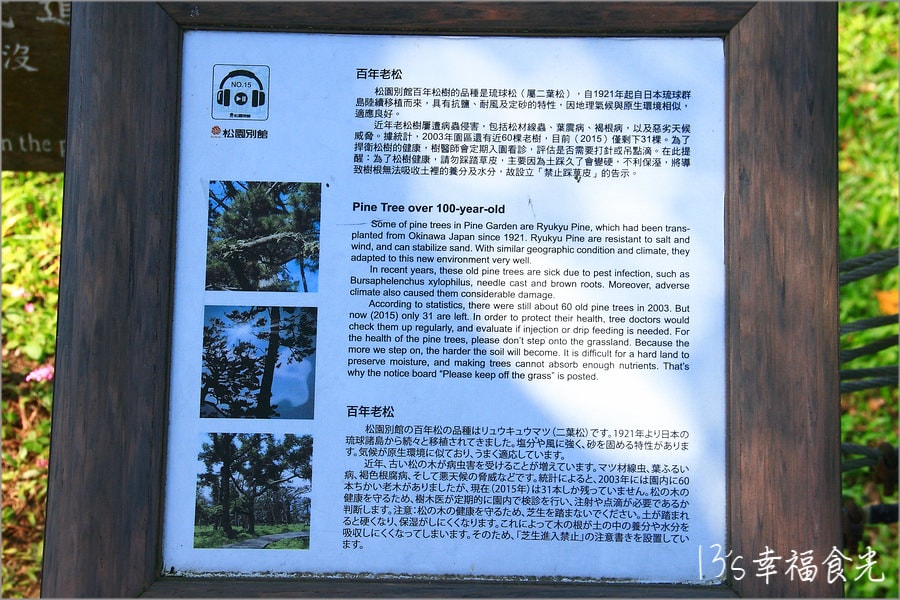 沒
n the p
NO.15
松園別館
松園別館
百年老松
松園別館百年松樹的品種是琉球松（屬二葉松），自1921年起自日本琉球群
島陸續移植而來，具有抗鹽、耐風及定砂的特性，因地理氣候與原生環境相似，
適應良好。
近年老松樹屢遭病蟲侵害，包括松材線蟲、葉震病、褐根病，以及惡劣天候
威脅。據統計，2003年園區還有近60棵老樹，目前（2015）僅剩下31棵。為了
捍衛松樹的健康，樹醫師會定期入園看診，評估是否需要打針或吊點滴。在此提
醒：為了松樹健康，請勿踩踏草皮，主要因為土踩久了會變硬，不利保溼，將導
致樹根無法吸收土裡的養分及水分，故設立「禁止踩草皮」的告示。
Pine Tree over 100-year-old
Some of pine trees in Pine Garden are Ryukyu Pine, which had been trans-
planted from Okinawa Japan since 1921. Ryukyu Pine are resistant to salt and
wind, and can stabilize sand. With similar geographic condition and climate, they
adapted to this new environment very well.
In recent years, these old pine trees are sick due to pest infection, such as
Bursaphelenchus xylophilus, needle cast and brown roots. Moreover, adverse
climate also caused them considerable damage.
According to statistics, there were still about 60 old pine trees in 2003. But
now (2015) only 31 are left. In order to protect their health, tree doctors would
check them up regularly, and evaluate if injection or drip feeding is needed. For
the health of the pine trees, please don't step onto the grassland. Because the
more we step on, the harder the soil will become. It is difficult for a hard land to
preserve moisture, and making trees cannot absorb enough nutrients. That's
why the notice board "Please keep off the grass" is posted.
百年老松
松園別館の百年松の品種はリュウキュウマツ（二葉松）です。1921年より日本の
琉球諸島から続々と移植されてきました。塩分や風に強く、砂を固める特性がありま
す。気候が原生環境に似ており、うまく適応しています。
近年、古い松の木が病虫害を受けることが増えています。マツ材線虫、葉ふるい
病、褐色根腐病、そして悪天候の脅威などです。統計によると、2003年には園内に60
本ちかい老木がありましたが、現在（2015年）は31本しか残っていません。松の木の
健康を守るため、樹木医が定期的に園内で検診を行い、注射や点滴が必要であるか
判断します。注意：松の木の健康を守るため、芝生を踏まないでください。土が踏まれ
ると硬くなり、保湿がしにくくなります。これによって木の根が土の中の養分や水分を
吸収しにくくなってしまいます。そのため、「芝生進入禁止」の注意書きを設置してい
ます。
13's幸福食光